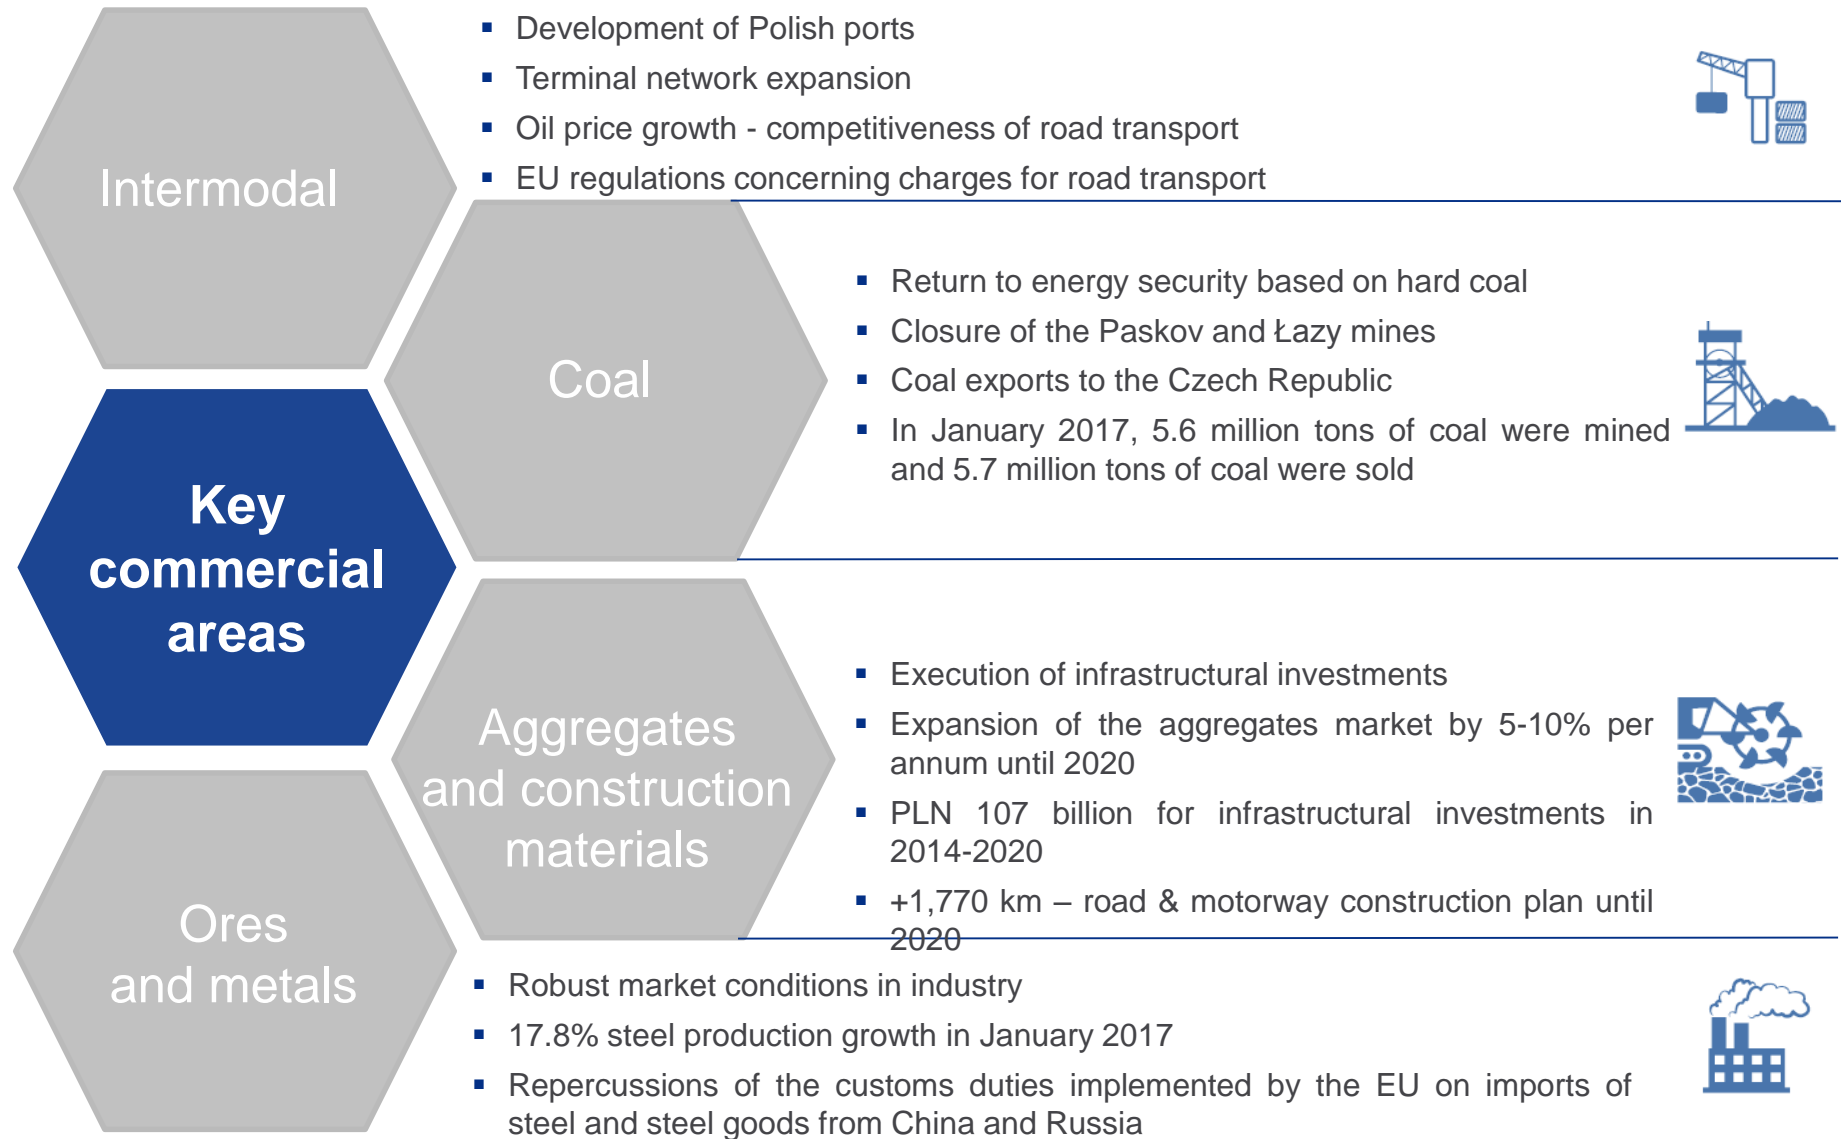 Intermodal
▪ Development of Polish ports
▪ Terminal network expansion
▪ Oil price growth - competitiveness of road transport
▪ EU regulations concerning charges for road transport
Coal
▪ Return to energy security based on hard coal
▪ Closure of the Paskov and Łazy mines
▪ Coal exports to the Czech Republic
▪ In January 2017, 5.6 million tons of coal were mined
and 5.7 million tons of coal were sold
Key
commercial
areas
Aggregates
and construction
materials
▪ Execution of infrastructural investments
▪ Expansion of the aggregates market by 5-10% per
annum until 2020
▪ PLN 107 billion for infrastructural investments in
2014-2020
▪ +1,770 km – road & motorway construction plan until
2020
Ores
and metals
▪ Robust market conditions in industry
▪ 17.8% steel production growth in January 2017
▪ Repercussions of the customs duties implemented by the EU on imports of
steel and steel goods from China and Russia